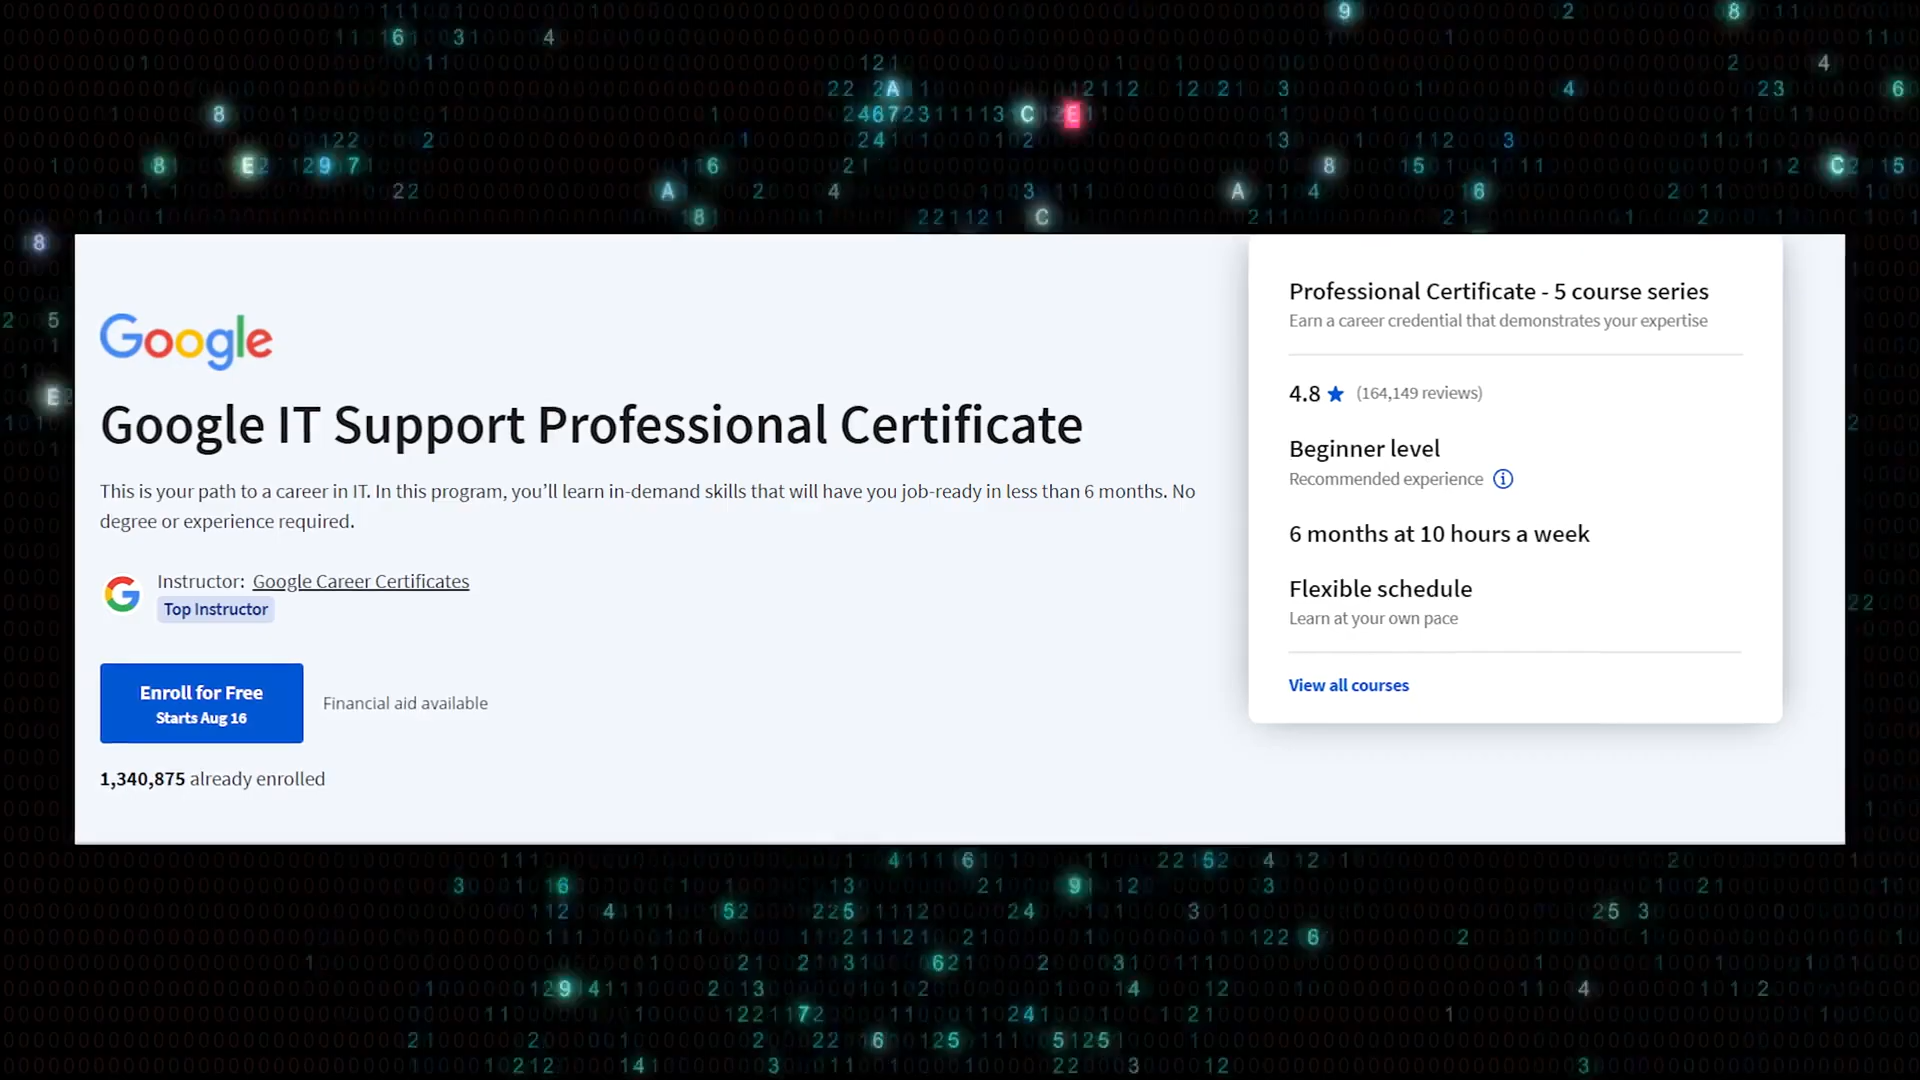 Google
Google IT Support Professional Certificate
This is your path to a career in IT. In this program, you’ll learn in-demand skills that will have you job-ready in less than 6 months. No
degree or experience required.
Instructor: Google Career Certificates
Top Instructor
Enroll for Free
Starts Aug 16
Financial aid available
1,340,875 already enrolled
Professional Certificate - 5 course series
Earn a career credential that demonstrates your expertise
4.8 ★ (164,149 reviews)
Beginner level
Recommended experience
6 months at 10 hours a week
Flexible schedule
Learn at your own pace
View all courses